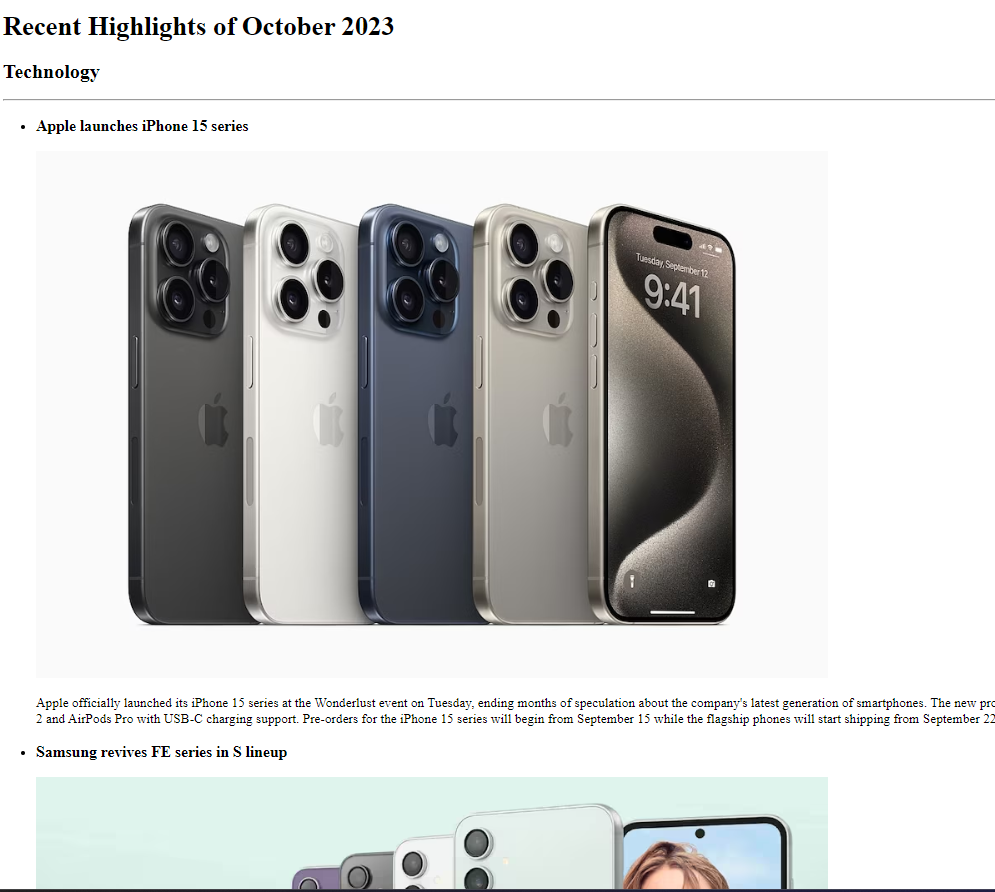 Recent Highlights of October 2023
Technology
Apple launches iPhone 15 series
Tuesday, September 12
9:41
Apple officially launched its iPhone 15 series at the Wonderlust event on Tuesday, ending months of speculation about the company's latest generation of smartphones. The new pro
2 and AirPods Pro with USB-C charging support. Pre-orders for the iPhone 15 series will begin from September 15 while the flagship phones will start shipping from September 22
Samsung revives FE series in S lineup